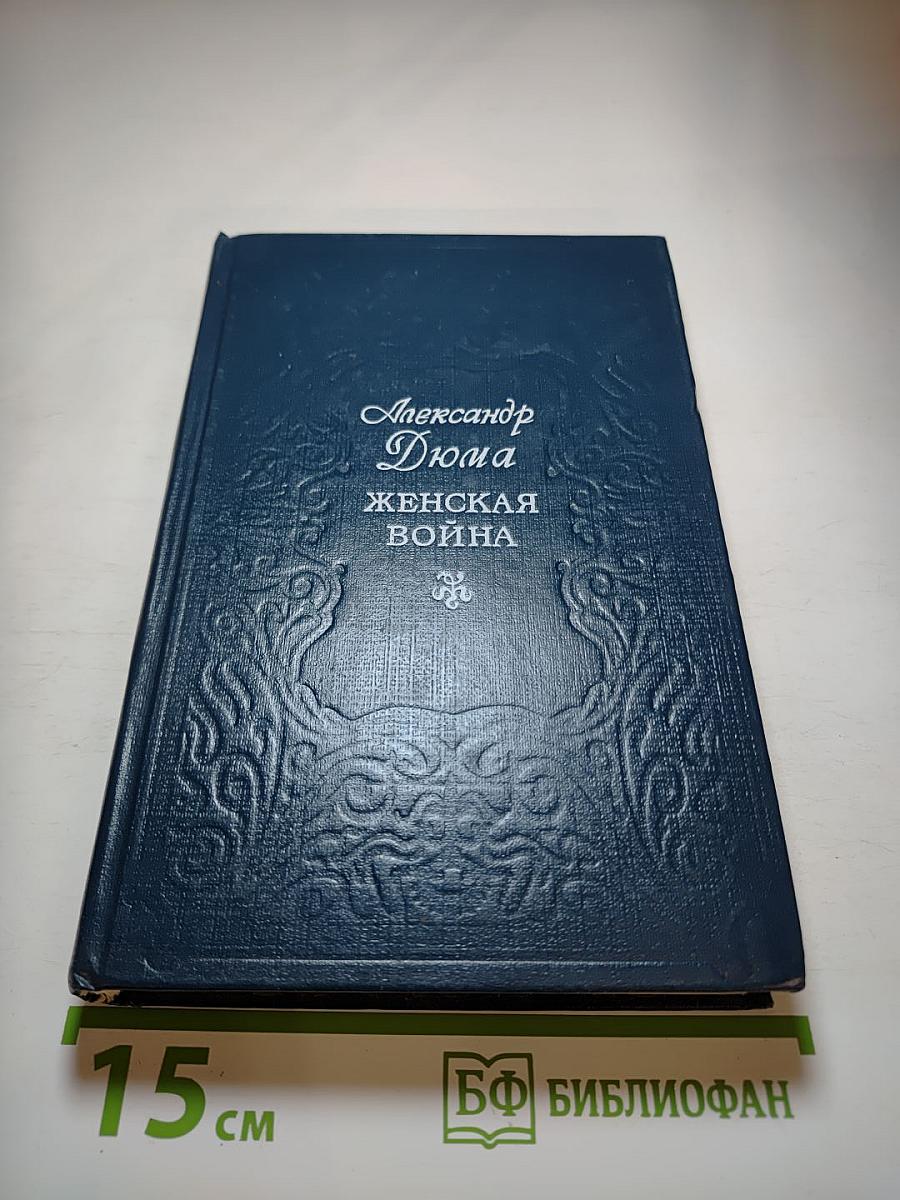 Александр
Дюма
ЖЕНСКАЯ
ВОЙНА
15 см
БФ БИБЛИОФАН